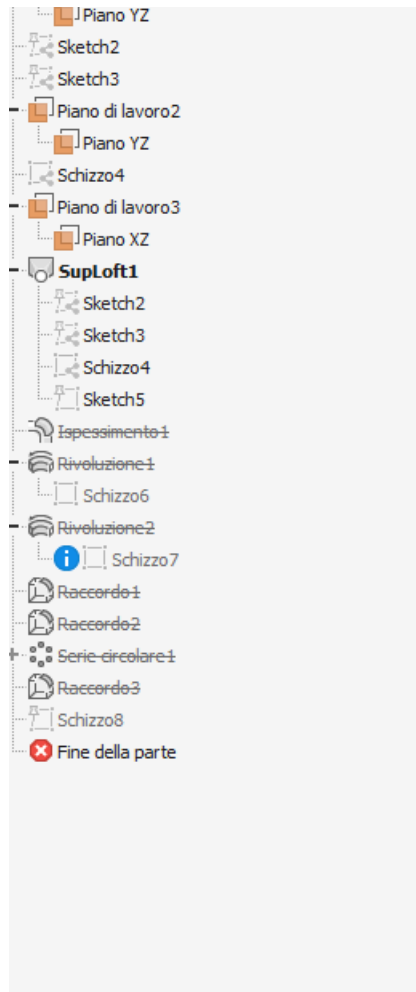 Piano YZ
Sketch2
Sketch3
Piano di lavoro2
Piano YZ
Schizzo4
Piano di lavoro3
Piano XZ
SupLoft1
Sketch2
Sketch3
Schizzo4
Sketch5
Ispessimento1
Rivoluzione1
Schizzo6
Rivoluzione2
Schizzo7
Raccordo1
Raccordo2
Serie circolare1
Raccordo3
Schizzo8
Fine della parte